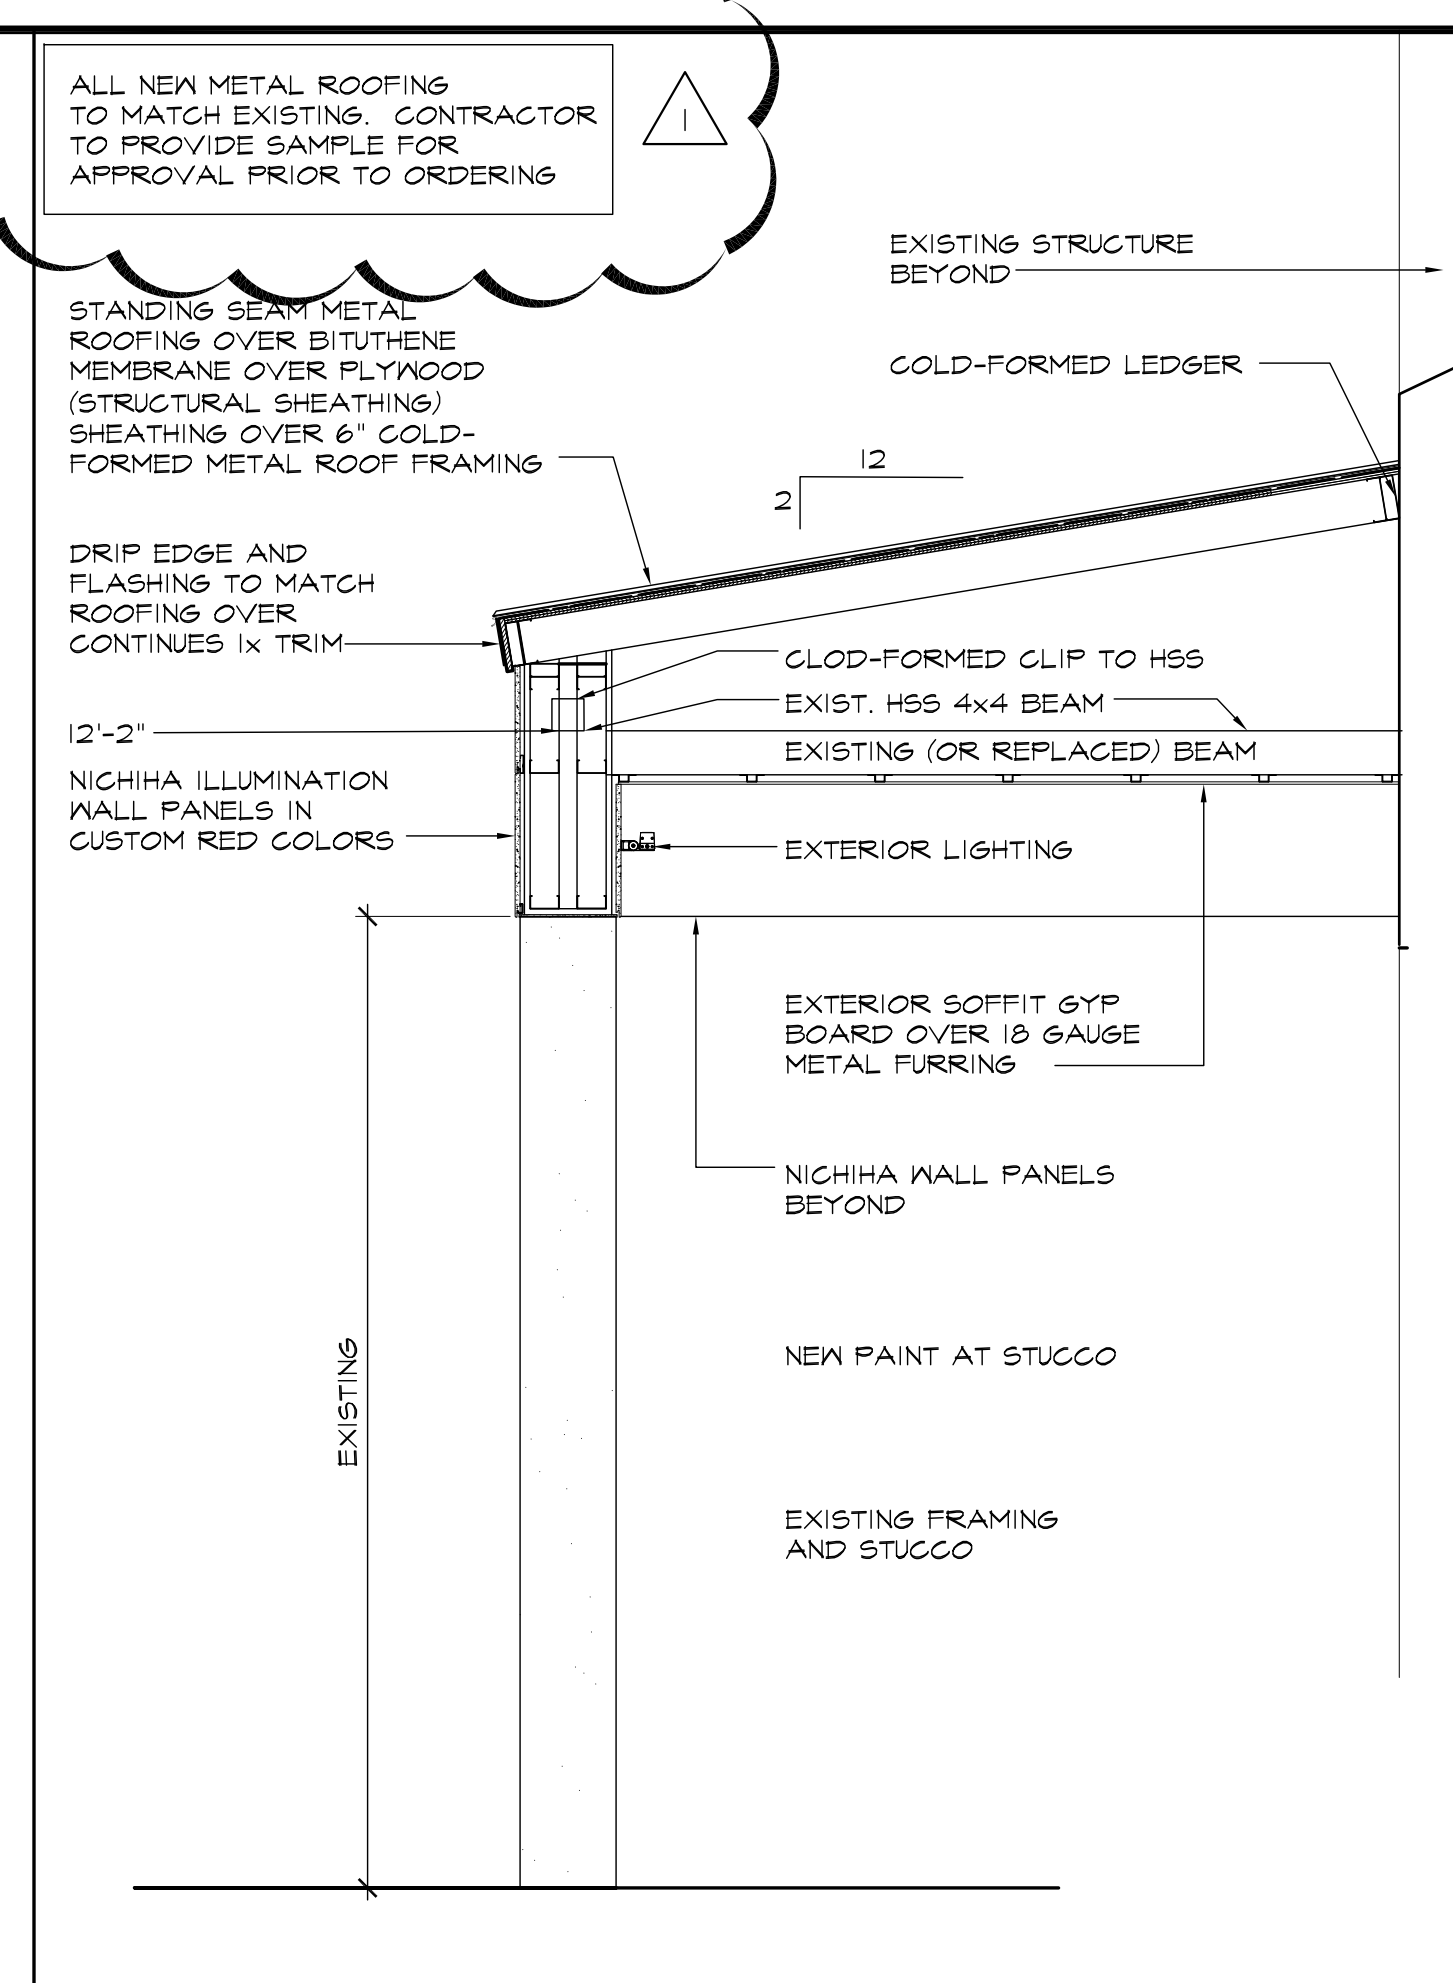 ALL NEW METAL ROOFING
TO MATCH EXISTING. CONTRACTOR
TO PROVIDE SAMPLE FOR
APPROVAL PRIOR TO ORDERING
1
EXISTING STRUCTURE
BEYOND
STANDING SEAM METAL
ROOFING OVER BITUTHENE
MEMBRANE OVER PLYWOOD
(STRUCTURAL SHEATHING)
SHEATHING OVER 6" COLD-
FORMED METAL ROOF FRAMING
COLD-FORMED LEDGER
12
2
DRIP EDGE AND
FLASHING TO MATCH
ROOFING OVER
CONTINUES 1x TRIM
CLOD-FORMED CLIP TO HSS
EXIST. HSS 4x4 BEAM
12'-2"
EXISTING (OR REPLACED) BEAM
NICHIHA ILLUMINATION
WALL PANELS IN
CUSTOM RED COLORS
EXTERIOR LIGHTING
EXTERIOR SOFFIT GYP
BOARD OVER 18 GAUGE
METAL FURRING
NICHIHA WALL PANELS
BEYOND
NEW PAINT AT STUCCO
EXISTING
EXISTING FRAMING
AND STUCCO